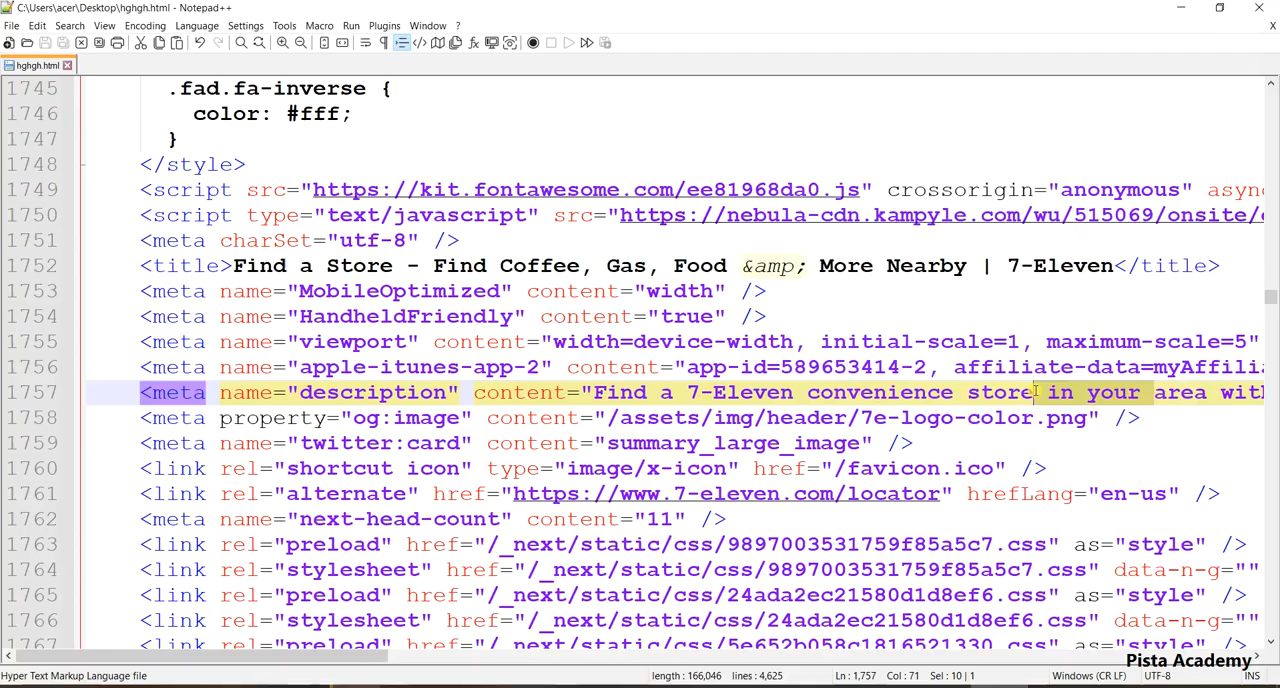 C:\Users\acer\Desktop\hghgh.html - Notepad++
File Edit Search View Encoding Language Settings Tools Macro Run Plugins Window ? X
hghgh.html
1745 .fad.fa-inverse {
1746 color: #fff;
1747 }
1748 </style>
1749 <script src="https://kit.fontawesome.com/ee81968da0.js" crossorigin="anonymous" async
1750 <script type="text/javascript" src="https://nebula-cdn.kampyle.com/wu/515069/onsite/
1751 <meta charSet="utf-8" />
1752 <title>Find a Store - Find Coffee, Gas, Food &amp; More Nearby | 7-Eleven</title>
1753 <meta name="MobileOptimized" content="width" />
1754 <meta name="HandheldFriendly" content="true" />
1755 <meta name="viewport" content="width=device-width, initial-scale=1, maximum-scale=5"
1756 <meta name="apple-itunes-app-2" content="app-id=589653414-2, affiliate-data=myAffilia
1757 <meta name="description" content="Find a 7-Eleven convenience store in your area with
1758 <meta property="og:image" content="/assets/img/header/7e-logo-color.png" />
1759 <meta name="twitter:card" content="summary_large_image" />
1760 <link rel="shortcut icon" type="image/x-icon" href="/favicon.ico" />
1761 <link rel="alternate" href="https://www.7-eleven.com/locator" hrefLang="en-us" />
1762 <meta name="next-head-count" content="11" />
1763 <link rel="preload" href="/_next/static/css/9897003531759f85a5c7.css" as="style" />
1764 <link rel="stylesheet" href="/_next/static/css/9897003531759f85a5c7.css" data-n-g=""
1765 <link rel="preload" href="/_next/static/css/24ada2ec21580d1d8ef6.css" as="style" />
1766 <link rel="stylesheet" href="/_next/static/css/24ada2ec21580d1d8ef6.css" data-n-g=""
1767 <link rel="preload" href="/_next/static/css/5e652b058c1816521330.css" as="style" />
Pista Academy
Hyper Text Markup Language file length : 166,046 lines : 4,625 Ln : 1,757 Col : 71 Sel : 10 | 1 Windows (CR LF) UTF-8 INS